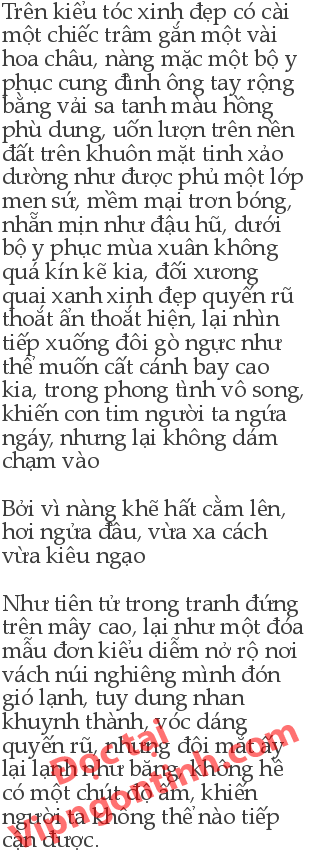 Trên kiểu tóc xinh đẹp có cài
một chiếc trâm gắn một vài
hoa châu, nàng mặc một bộ y
phục cung đình ông tay rộng
bằng vải sa tanh màu hồng
phù dung, uốn lượn trên nền
đất trên khuôn mặt tinh xảo
dường như được phủ một lớp
men sứ, mềm mại trơn bóng,
nhẵn mịn như đậu hũ, dưới
bộ y phục mùa xuân không
quá kín kẽ kia, đối xương
quai xanh xinh đẹp quyến rũ
thoắt ẩn thoắt hiện, lại nhìn
tiếp xuống đôi gò ngực như
thể muốn cất cánh bay cao
kia, trong phong tình vô song,
khiến con tim người ta ngứa
ngáy, nhưng lại không dám
chạm vào
Bởi vì nàng khẽ hất cằm lên,
hơi ngửa đầu, vừa xa cách
vừa kiêu ngạo
Như tiên tử trong tranh đứng
trên mây cao, lại như một đóa
mẫu đơn kiểu diễm nở rộ nơi
vách núi nghiêng mình đón
gió lạnh, tuy dung nhan
khuynh thành, vóc dáng
quyến rũ, nhưng đôi mắt ấy
lại lạnh như băng, không hề
có một chút độ ấm, khiến
người ta không thể nào tiếp
cận được.
Đọc tại
Vipngontinh.com